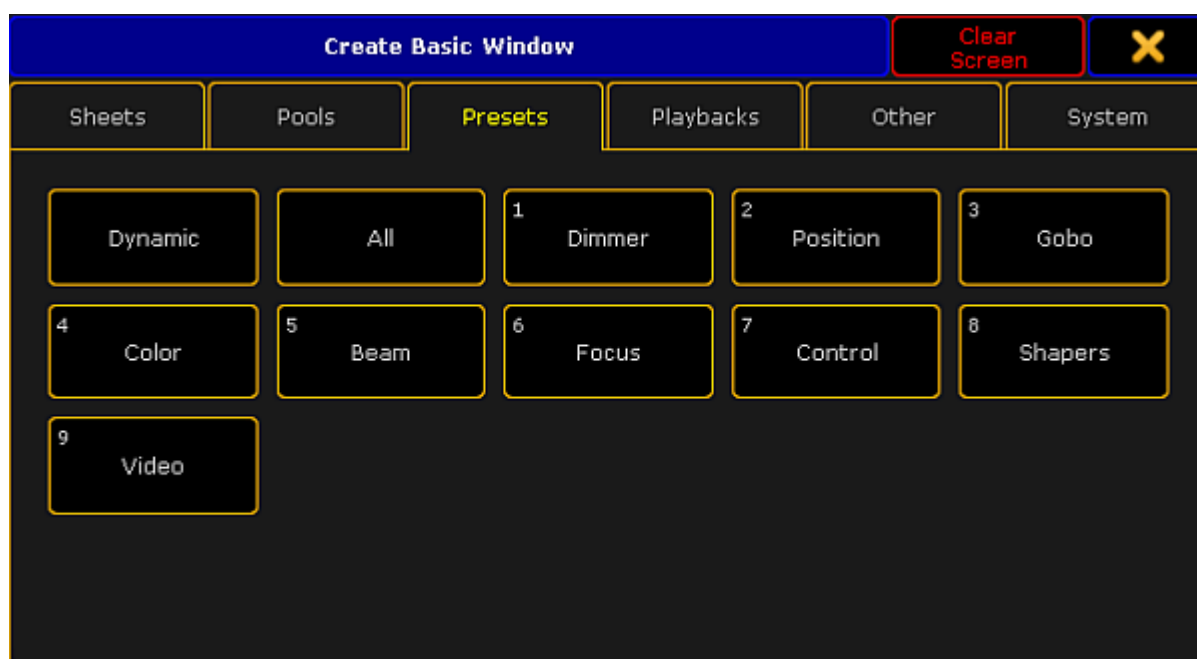 Create Basic Window
Clear
Screen
Sheets
Pools
Presets
Playbacks
Other
System
Dynamic
All
1
Dimmer
2
Position
3
Gobo
4
Color
5
Beam
6
Focus
7
Control
8
Shapers
9
Video